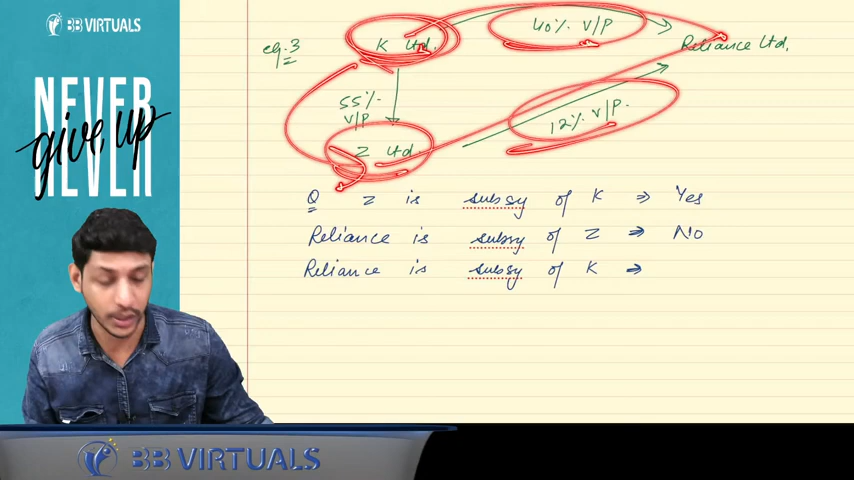 BB VIRTUALS
NEVER
give up
NEVER
eg.3
K Ltd.
40% V/P
Reliance Ltd.
55%
V/P
12% V/P.
Z Ltd.
Q Z is subsy of K ⇒ Yes
Reliance is subsy of Z ⇒ No
Reliance is subsy of K ⇒
BB VIRTUALS